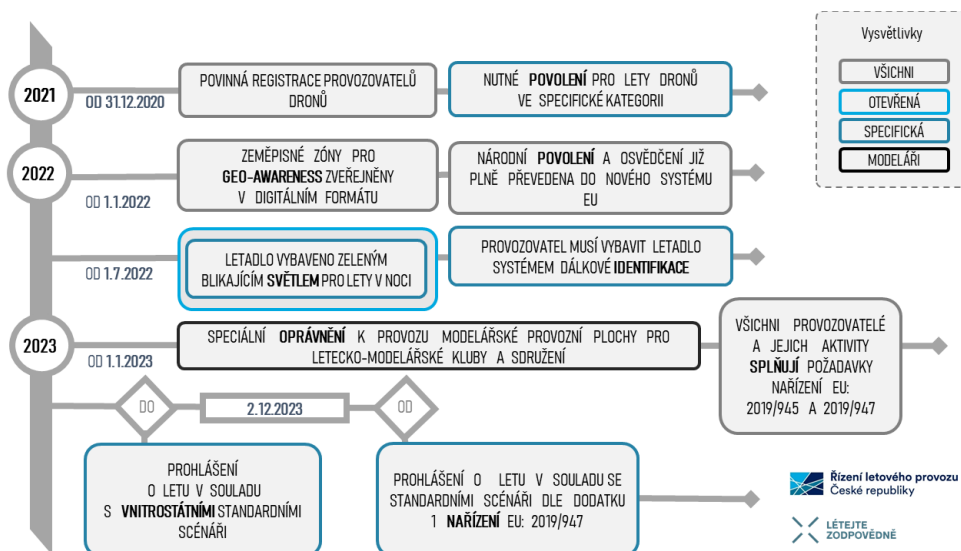 Vysvětlivky
VŠICHNI
OTEVŘENÁ
SPECIFICKÁ
MODELÁŘI
2021
OD 31.12.2020
POVINNÁ REGISTRACE PROVOZOVATELŮ
DRONŮ
NUTNÉ POVOLENÍ PRO LETY DRONŮ
VE SPECIFICKÉ KATEGORII
2022
OD 1.1.2022
ZEMĚPISNÉ ZÓNY PRO
GEO-AWARENESS ZVEŘEJNĚNY
V DIGITÁLNÍM FORMÁTU
NÁRODNÍ POVOLENÍ A OSVĚDČENÍ JIŽ
PLNĚ PŘEVEDENA DO NOVÉHO SYSTÉMU
EU
OD 1.7.2022
LETADLO VYBAVENO ZELENÝM
BLIKAJÍCÍM SVĚTLEM PRO LETY V NOCI
PROVOZOVATEL MUSÍ VYBAVIT LETADLO
SYSTÉMEM DÁLKOVÉ IDENTIFIKACE
2023
OD 1.1.2023
SPECIÁLNÍ OPRÁVNĚNÍ K PROVOZU MODELÁŘSKÉ PROVOZNÍ PLOCHY PRO
LETECKO-MODELÁŘSKÉ KLUBY A SDRUŽENÍ
VŠICHNI PROVOZOVATELÉ
A JEJICH AKTIVITY
SPLŇUJÍ POŽADAVKY
NAŘÍZENÍ EU:
2019/945 A 2019/947
DO
2.12.2023
OD
PROHLÁŠENÍ
O LETU V SOULADU
S VNITROSTÁTNÍMI STANDARDNÍMI
SCÉNÁŘI
PROHLÁŠENÍ O LETU V SOULADU SE
STANDARDNÍMI SCÉNÁŘI DLE DODATKU
1 NAŘÍZENÍ EU: 2019/947
Řízení letového provozu
České republiky
LÉTEJTE
ZODPOVĚDNĚ